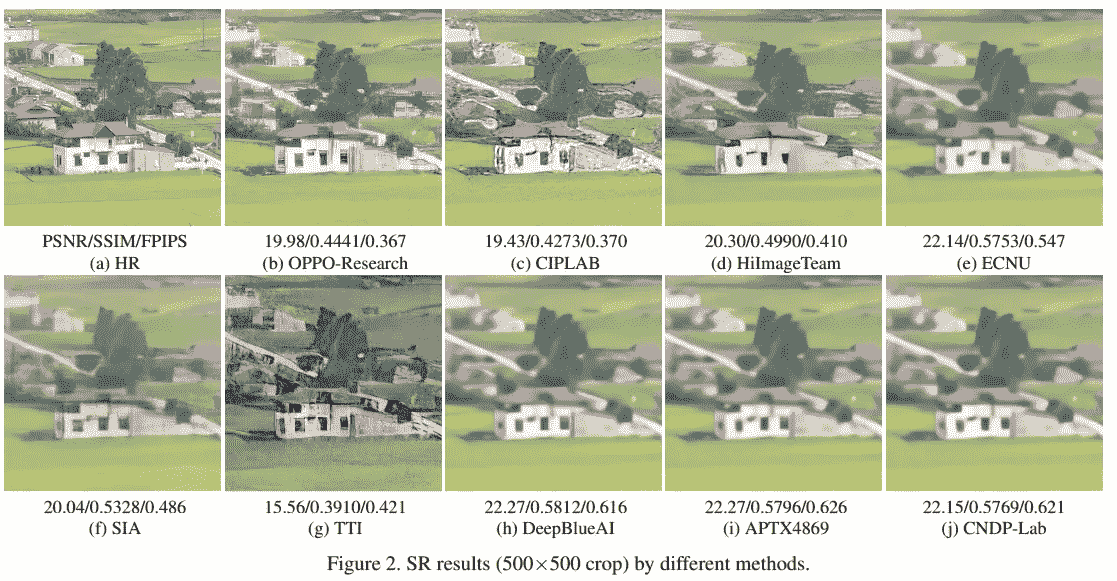 PSNR/SSIM/FPIPS
(a) HR
19.98/0.4441/0.367
(b) OPPO-Research
19.43/0.4273/0.370
(c) CIPLAB
20.30/0.4990/0.410
(d) HiImageTeam
22.14/0.5753/0.547
(e) ECNU
20.04/0.5328/0.486
(f) SIA
15.56/0.3910/0.421
(g) TTI
22.27/0.5812/0.616
(h) DeepBlueAI
22.27/0.5796/0.626
(i) APTX4869
22.15/0.5769/0.621
(j) CNDP-Lab
Figure 2. SR results (500×500 crop) by different methods.